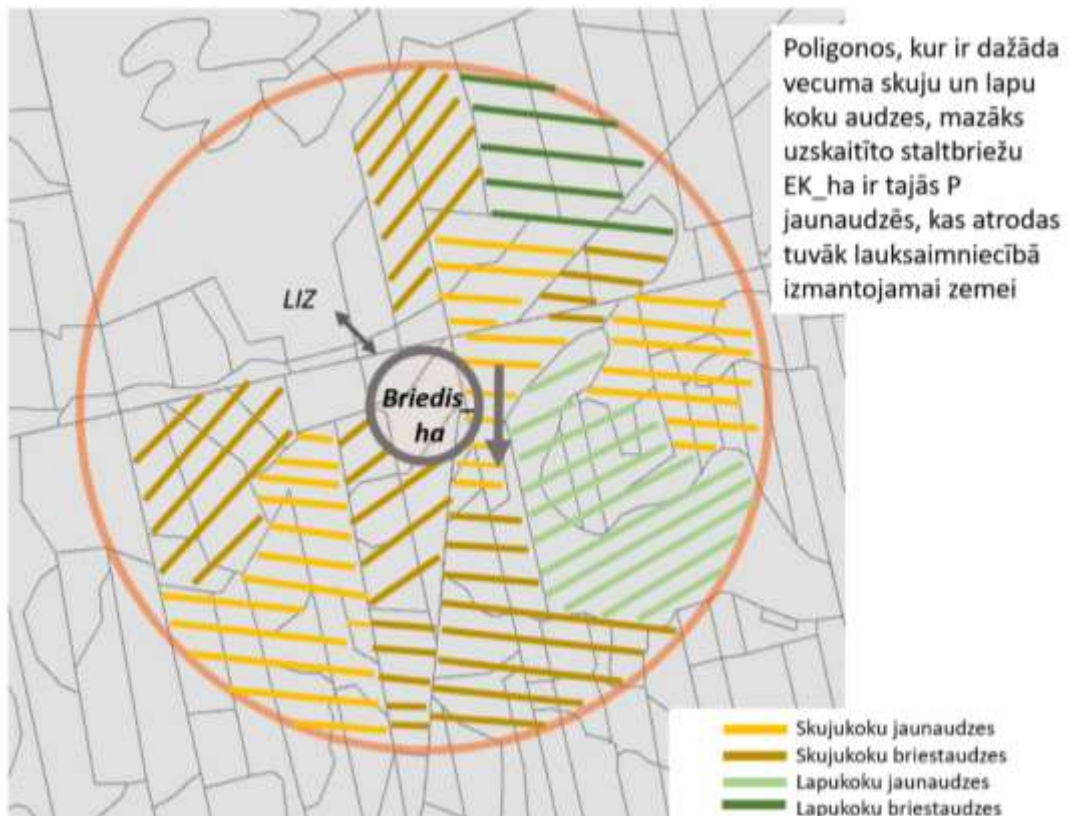 Poligonos, kur ir dažāda
vecuma skuju un lapu
koku audzes, mazāks
uzskaitīto staltbriežu
EK_ha ir tajās P
jaunaudzēs, kas atrodas
tuvāk lauksaimniecībā
izmantojamai zemei
LIZ
Briedis_
ha
Skujukoku jaunaudzes
Skujukoku briestaudzes
Lapukoku jaunaudzes
Lapukoku briestaudzes